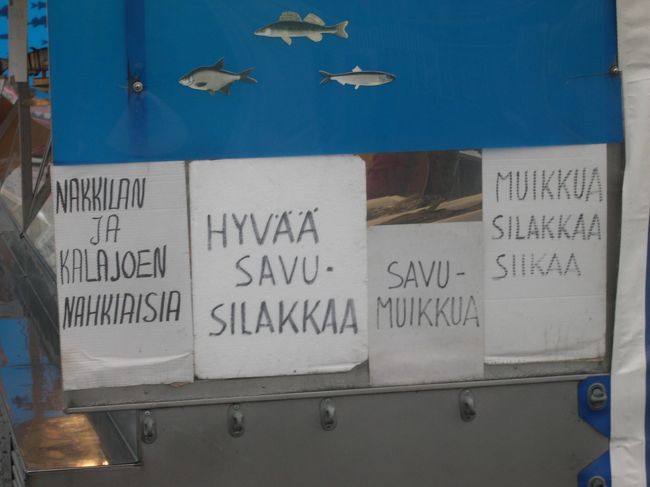 NAKKILAN
JA
KALAJOEN
NAHKIAISIA
HYVÄÄ
SAVU-
SILAKKAA
SAVU-
MUIKKUA
MUIKKUA
SILAKKAA
SIIKAA